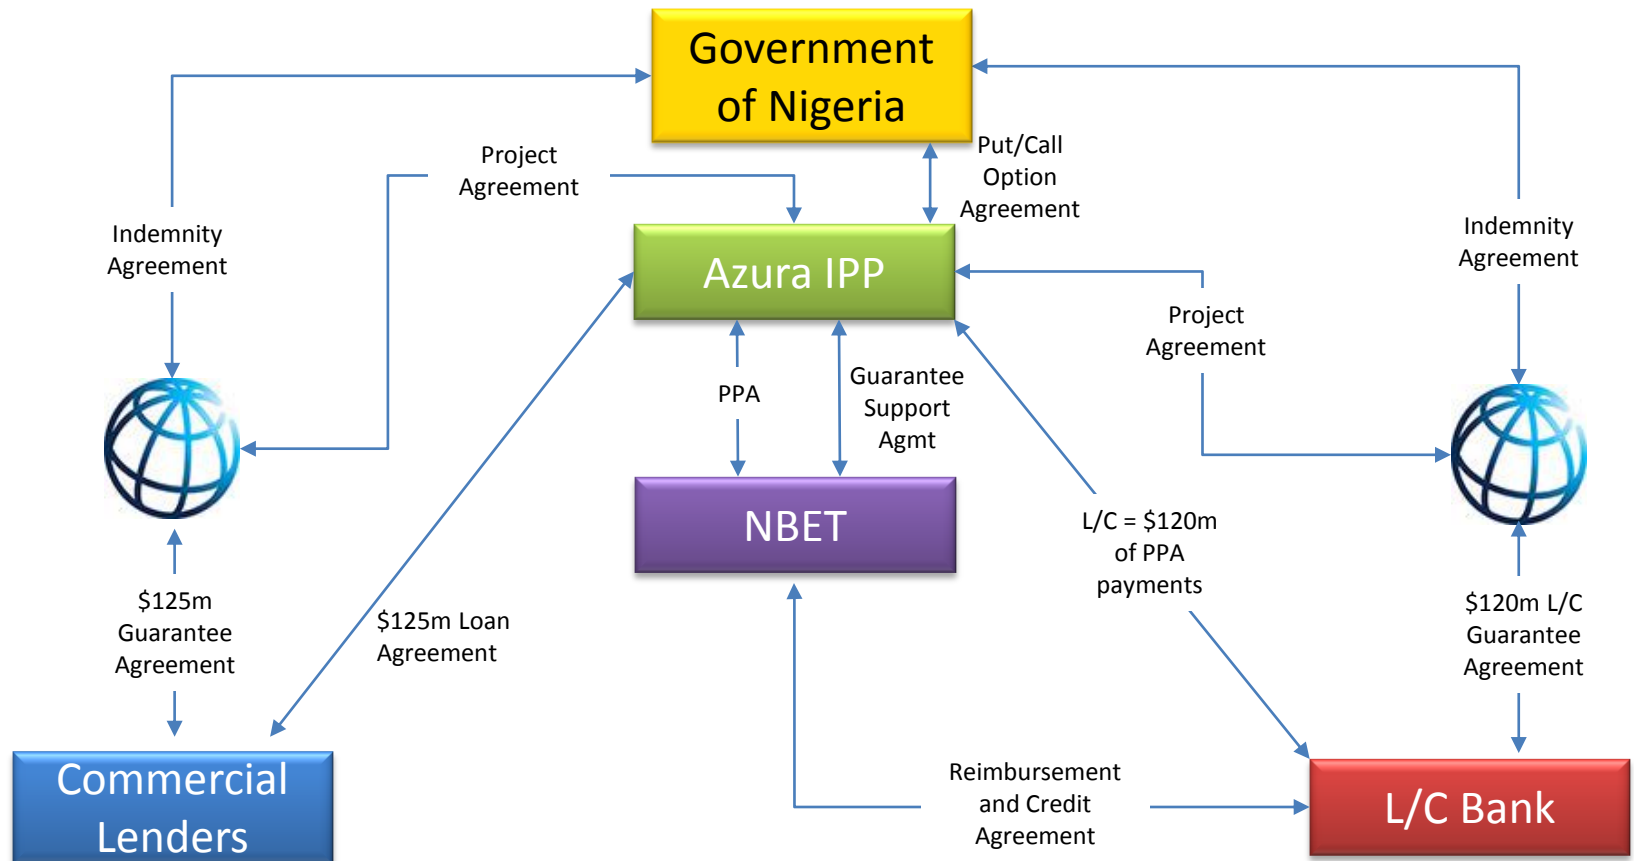 Government
of Nigeria
Project
Agreement
Put/Call
Option
Agreement
Indemnity
Agreement
Indemnity
Agreement
Azura IPP
Project
Agreement
PPA
Guarantee
Support
Agmt
NBET
L/C = $120m
of PPA
payments
$125m
Guarantee
Agreement
$125m Loan
Agreement
$120m L/C
Guarantee
Agreement
Commercial
Lenders
Reimbursement
and Credit
Agreement
L/C Bank